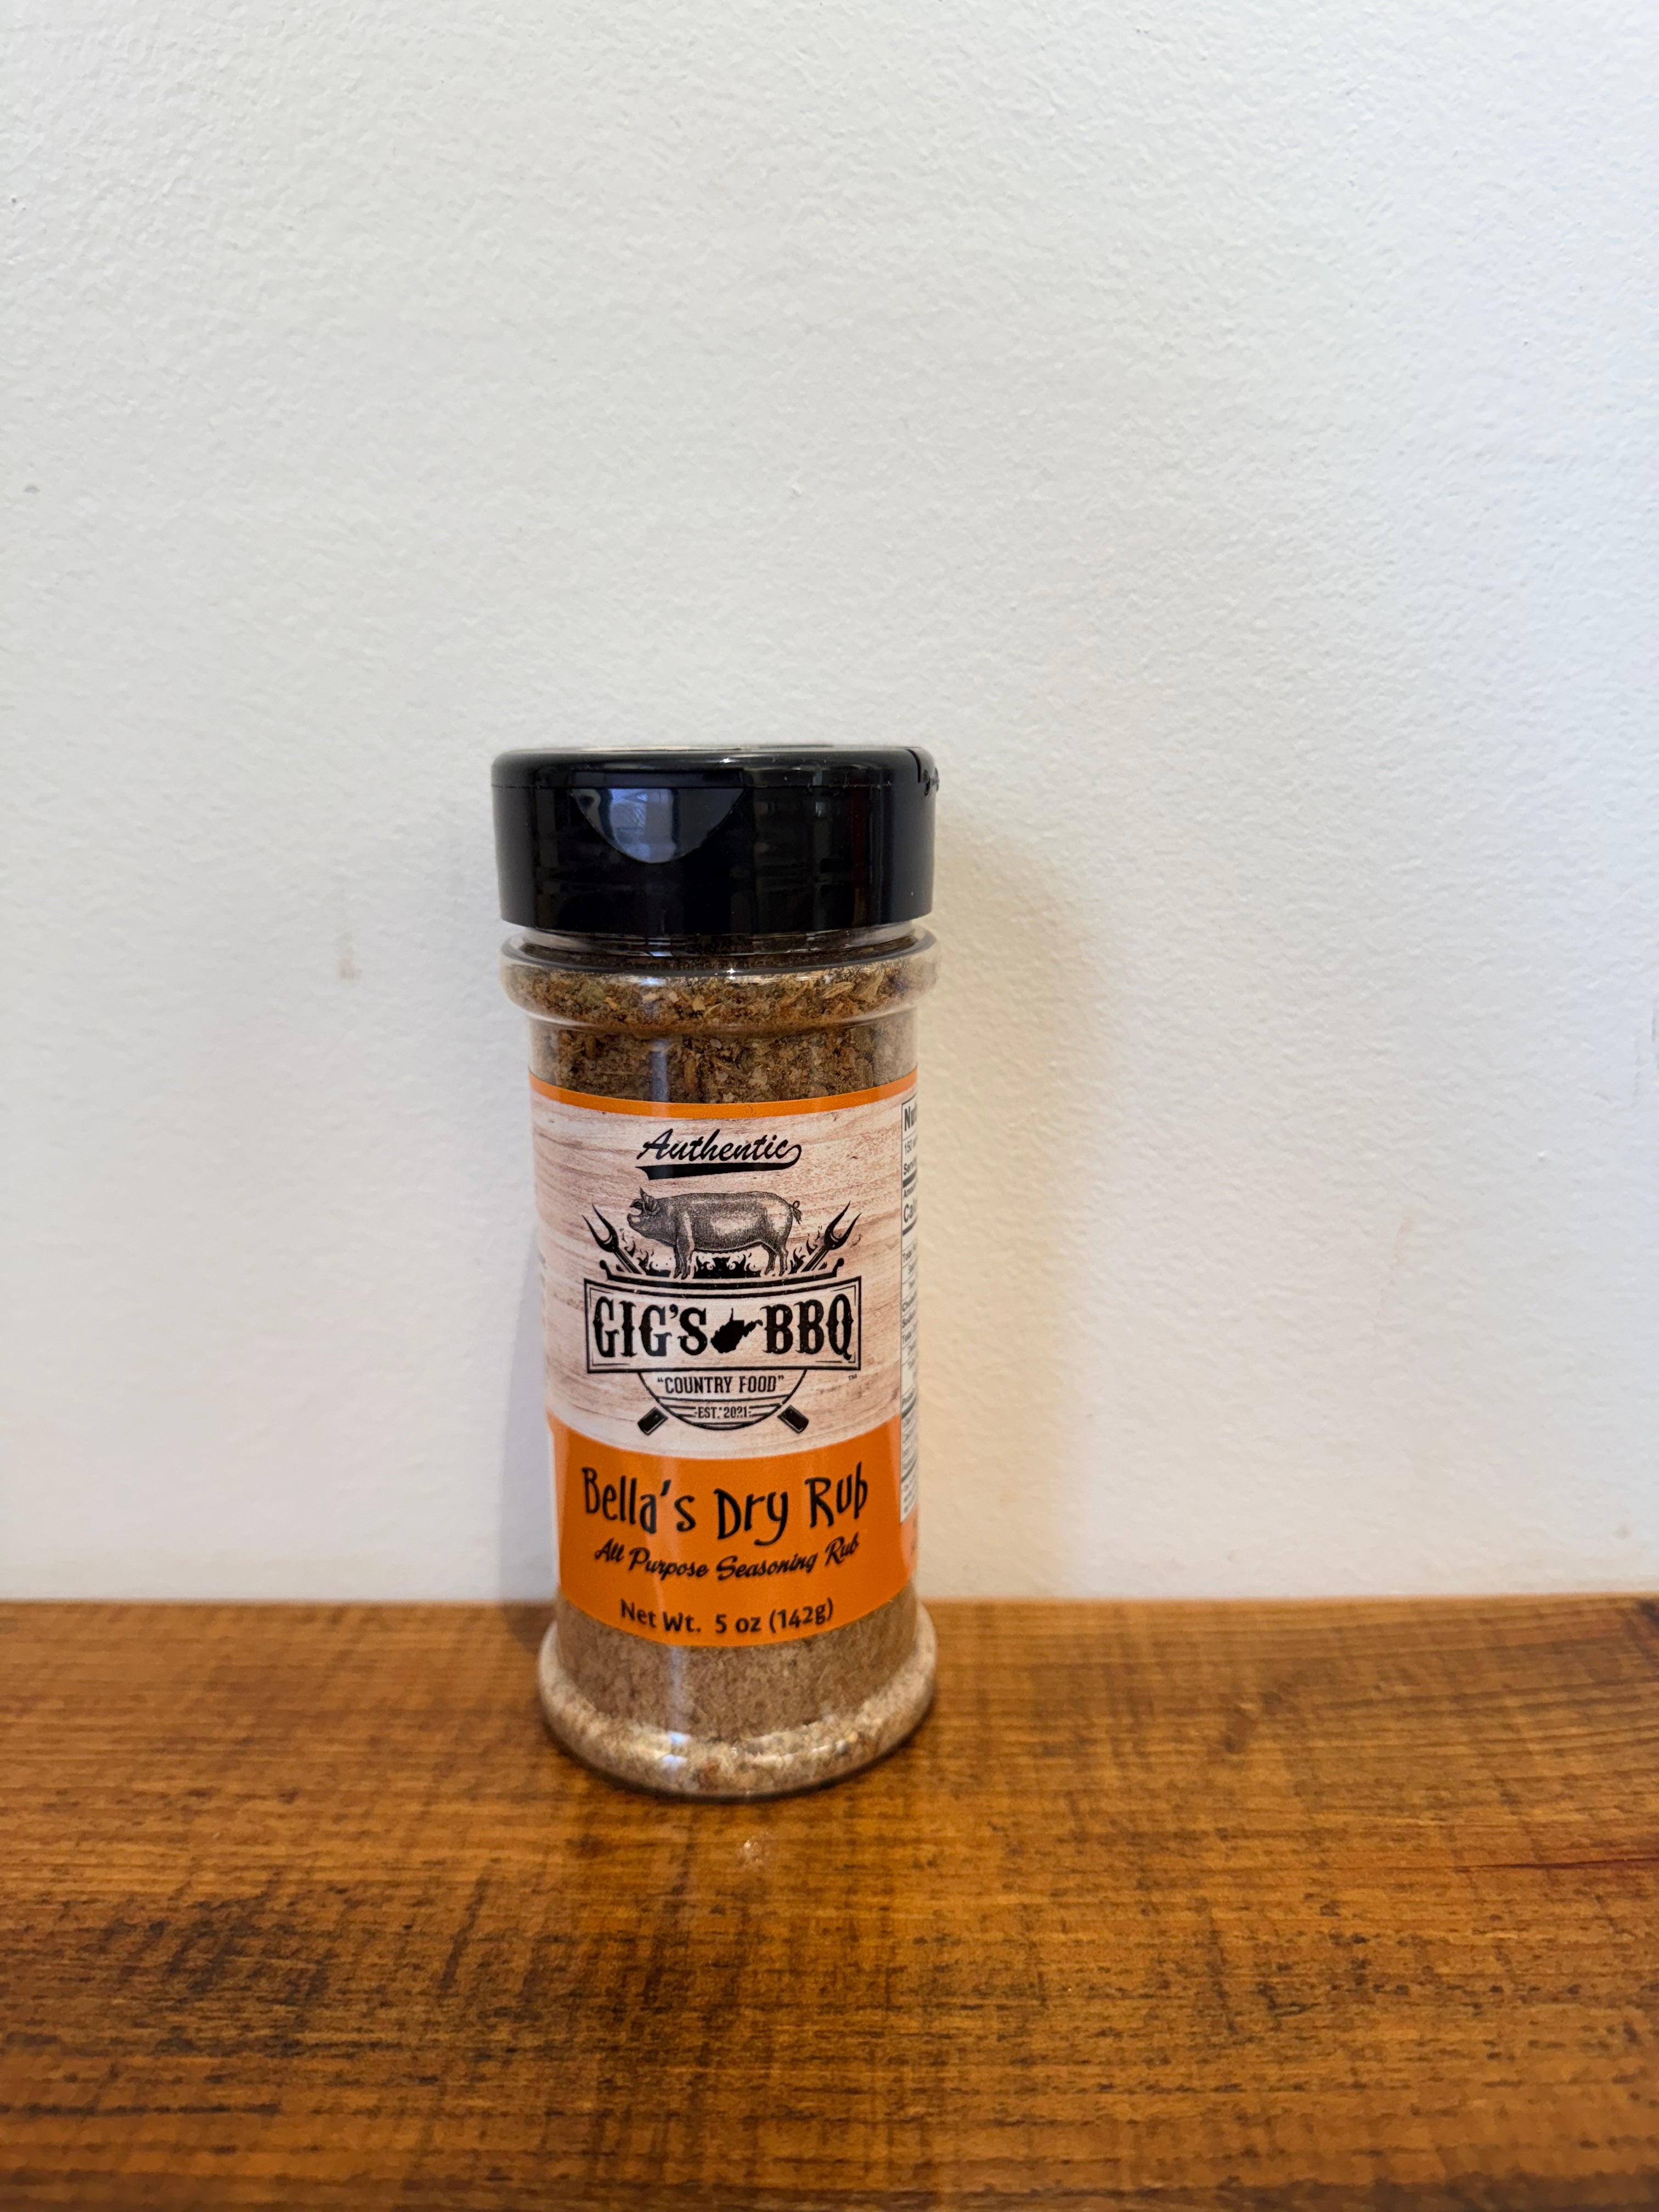 Authentic
GIG'S BBQ
™
"COUNTRY FOOD"
EST. 2021
Bella's Dry Rub
All Purpose Seasoning Rub
Net Wt. 5 oz (142g)